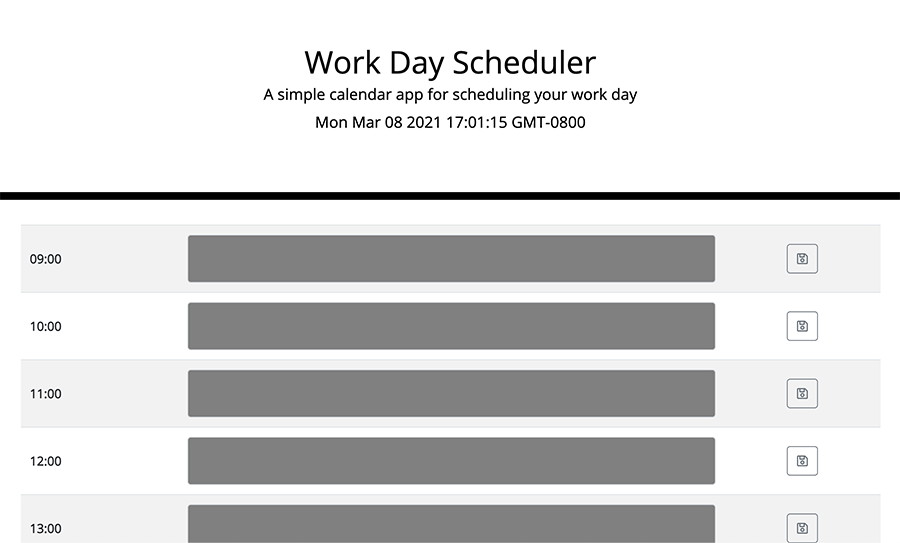 Work Day Scheduler
A simple calendar app for scheduling your work day
Mon Mar 08 2021 17:01:15 GMT-0800
09:00
10:00
11:00
12:00
13:00